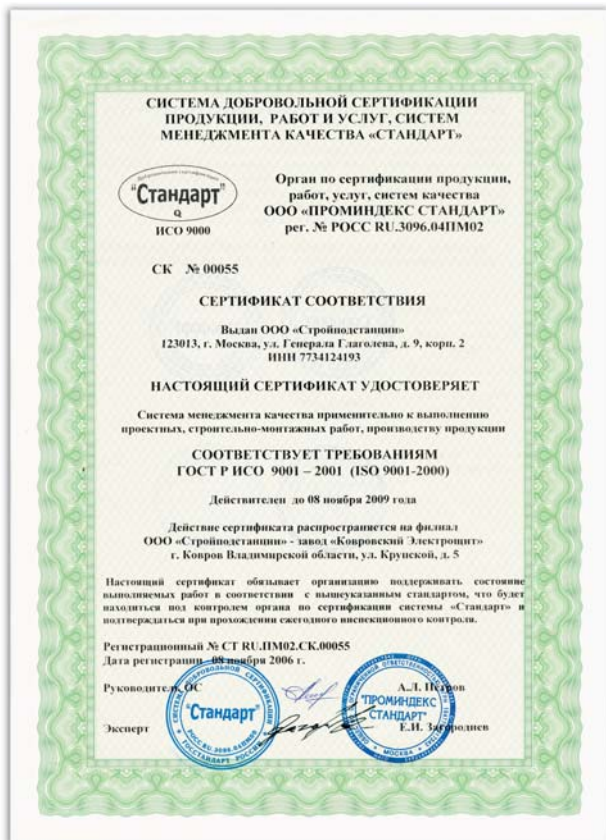 СИСТЕМА ДОБРОВОЛЬНОЙ СЕРТИФИКАЦИИ
ПРОДУКЦИИ, РАБОТ И УСЛУГ, СИСТЕМ
МЕНЕДЖМЕНТА КАЧЕСТВА «СТАНДАРТ»
"Стандарт"
Q
ИСО 9000
Орган по сертификации продукции,
работ, услуг, систем качества
ООО «ПРОМИНДЕКС СТАНДАРТ»
рег. № РОСС RU.3096.04ПМ02
СК № 00055
СЕРТИФИКАТ СООТВЕТСТВИЯ
Выдан ООО «Стройподстанции»
123013, г. Москва, ул. Генерала Глаголева, д. 9, корп. 2
ИНН 7734124193
НАСТОЯЩИЙ СЕРТИФИКАТ УДОСТОВЕРЯЕТ
Система менеджмента качества применительно к выполнению
проектных, строительно-монтажных работ, производству продукции
СООТВЕТСТВУЕТ ТРЕБОВАНИЯМ
ГОСТ Р ИСО 9001 – 2001 (ISO 9001-2000)
Действителен до 08 ноября 2009 года
Действие сертификата распространяется на филиал
ООО «Стройподстанции» - завод «Ковровский Электрощит»
г. Ковров Владимирской области, ул. Крупской, д. 5
Настоящий сертификат обязывает организацию поддерживать состояние
выполняемых работ в соответствии с вышеуказанным стандартом, что будет
находиться под контролем органа по сертификации системы «Стандарт» и
подтверждаться при прохождении ежегодного инспекционного контроля.
Регистрационный № СТ RU.ПМ02.СК.00055
Дата регистрации 08 ноября 2006 г.
Руководитель ОС
А.Л. Петров
"Стандарт"
"ПРОМИНДЕКС
СТАНДАРТ"
Эксперт
Е.И. Загороднев
МОСКВА